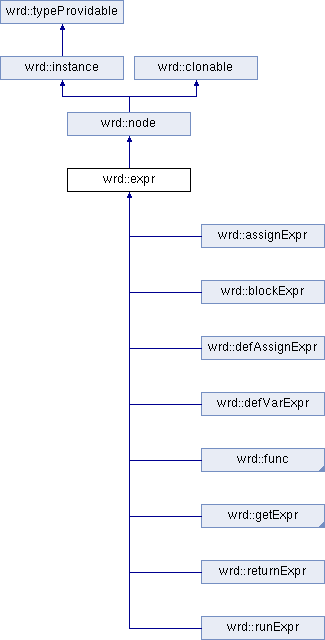 wrd::typeProvidable
wrd::instance
wrd::clonable
wrd::node
wrd::expr
wrd::assignExpr
wrd::blockExpr
wrd::defAssignExpr
wrd::defVarExpr
wrd::func
wrd::getExpr
wrd::returnExpr
wrd::runExpr